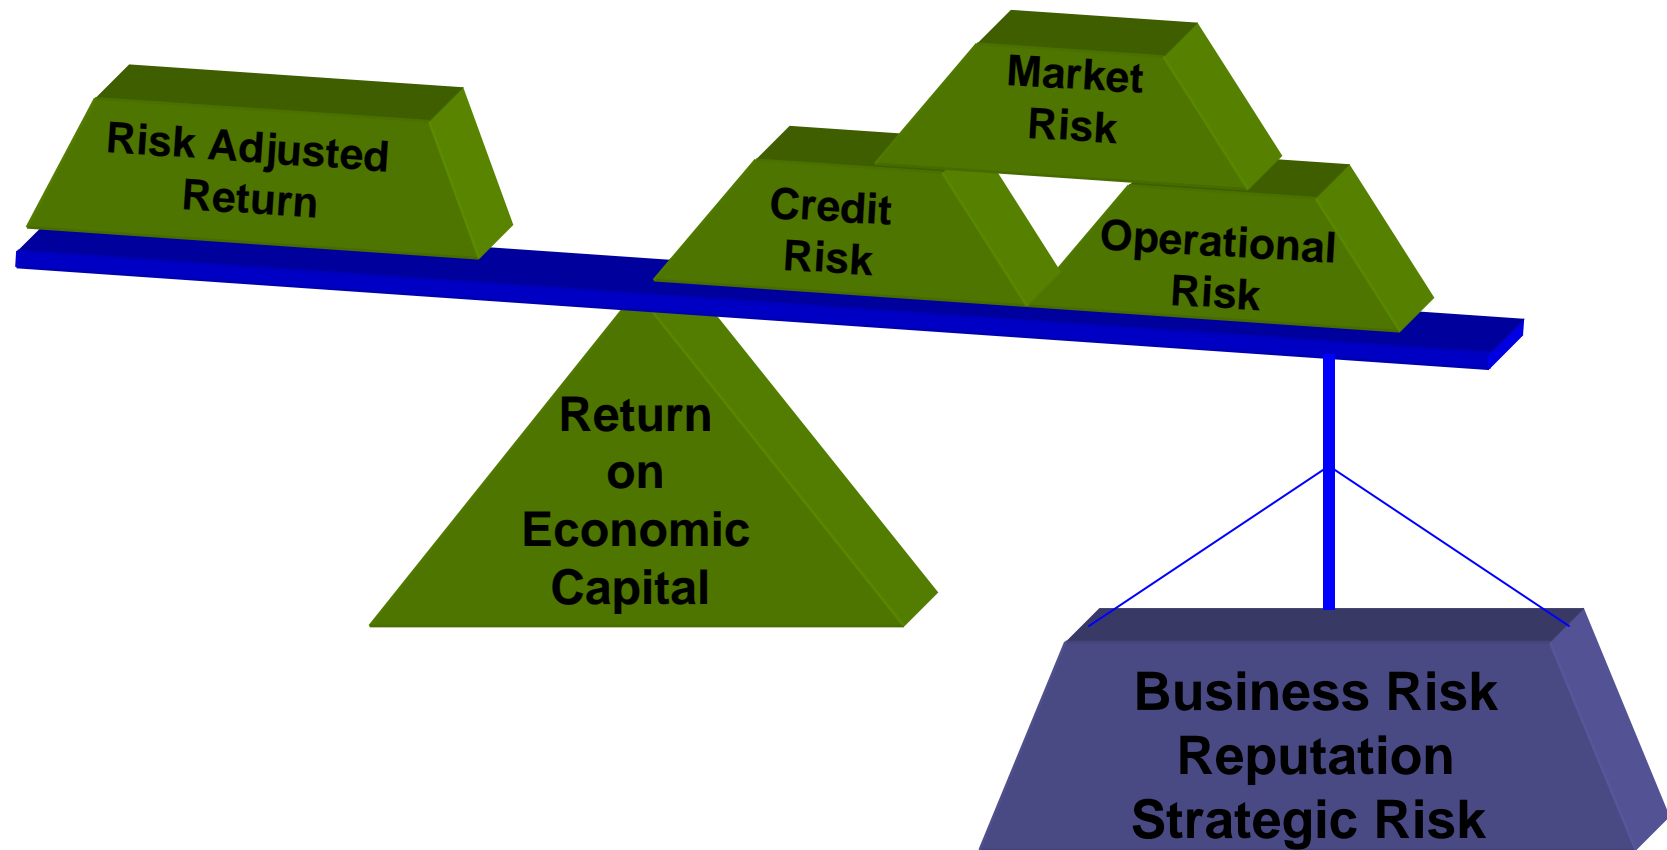 Risk Adjusted
Return
Market
Risk
Credit
Risk
Operational
Risk
Return
on
Economic
Capital
Business Risk
Reputation
Strategic Risk